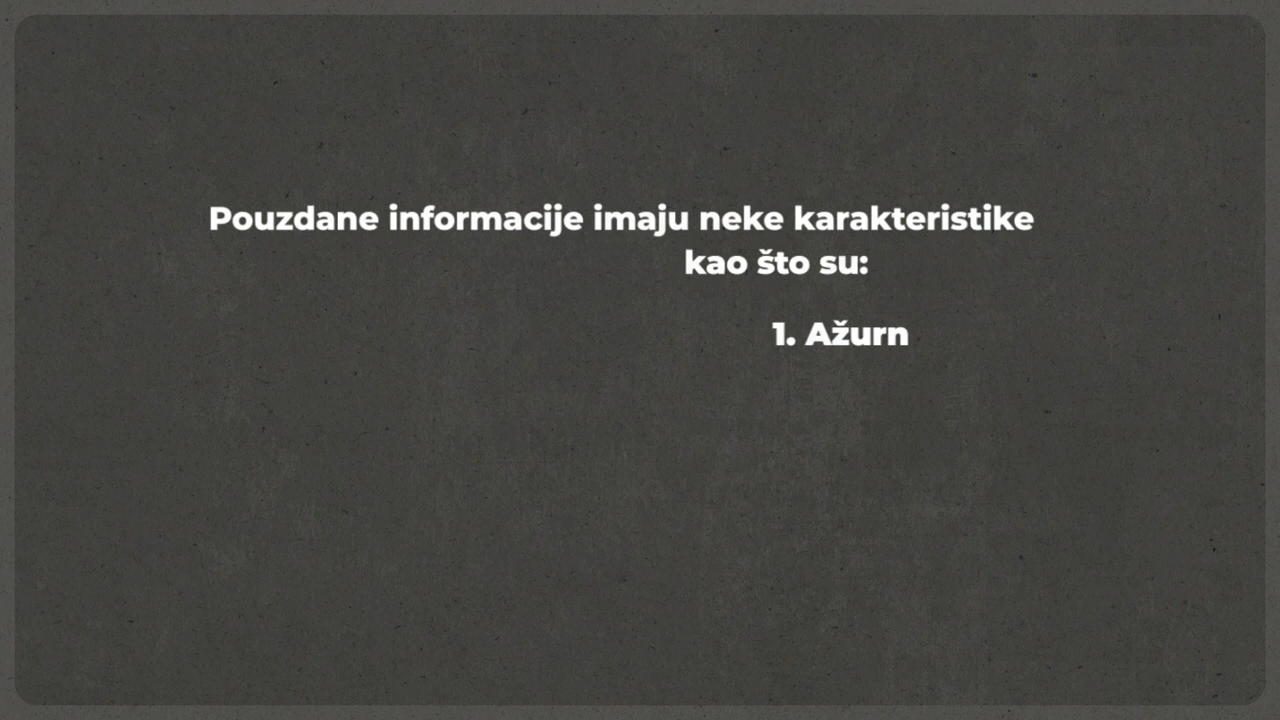 Pouzdane informacije imaju neke karakteristike
kao što su:
1. Ažurn